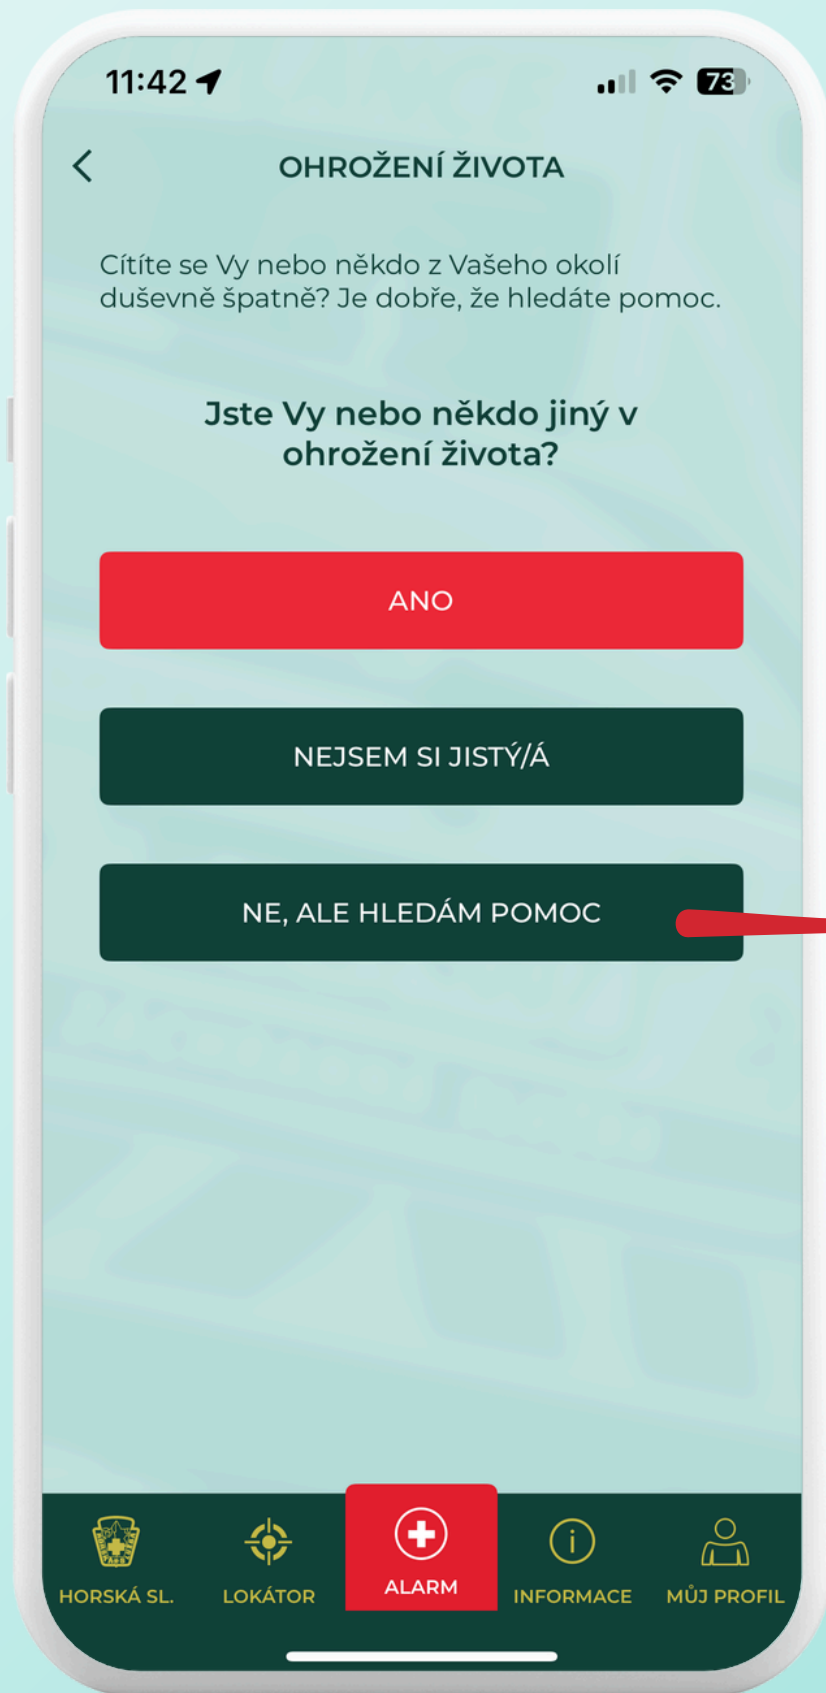 11:42
73
OHROŽENÍ ŽIVOTA
Cítíte se Vy nebo někdo z Vašeho okolí
duševně špatně? Je dobře, že hledáte pomoc.
Jste Vy nebo někdo jiný v
ohrožení života?
ANO
NEJSEM SI JISTÝ/Á
NE, ALE HLEDÁM POMOC
HORSKÁ SL.
LOKÁTOR
ALARM
INFORMACE
MŮJ PROFIL